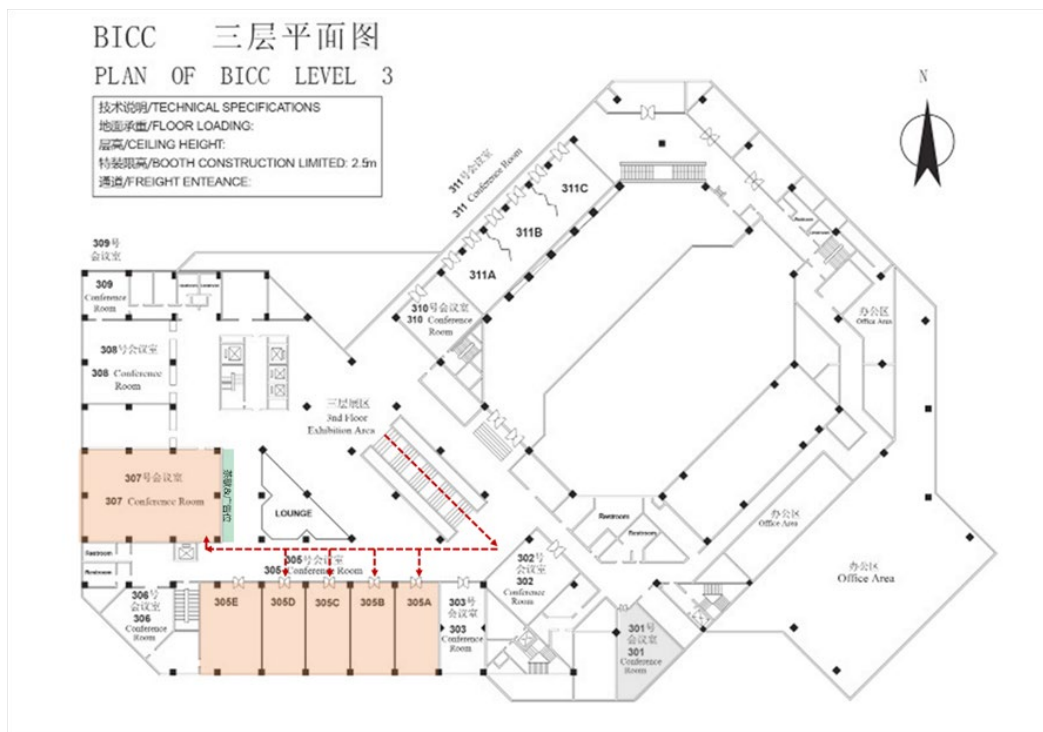 BICC 三层平面图
PLAN OF BICC LEVEL 3
技术说明/TECHNICAL SPECIFICATIONS
地面承重/FLOOR LOADING:
层高/CEILING HEIGHT:
特装限高/BOOTH CONSTRUCTION LIMITED: 2.5m
通道/FREIGHT ENTEANCE:
N
311号会议室
311 Conference Room
311C
311B
311A
310号会议室
310 Conference
Room
309号
会议室
309
Conference
Room
308号会议室
308 Conference
Room
三层展区
3nd Floor
Exhibition Area
307号会议室
307 Conference Room
LOUNGE
Restroom
Restroom
305号会议室
305 Conference Room
305E
305D
305C
305B
305A
306号
会议室
306
Conference
Room
303号
会议室
303
Conference
Room
302号
会议室
302
Conference
Room
301号
会议室
301
Conference
Room
Restroom
Restroom
Restroom
办公区
Office Area
办公区
Office Area
办公区
Office Area